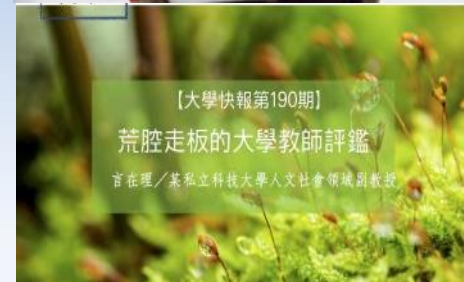 【大學快報第190期】
荒腔走板的大學教師評鑑
言在理／某私立科技大學人文社會領域副教授